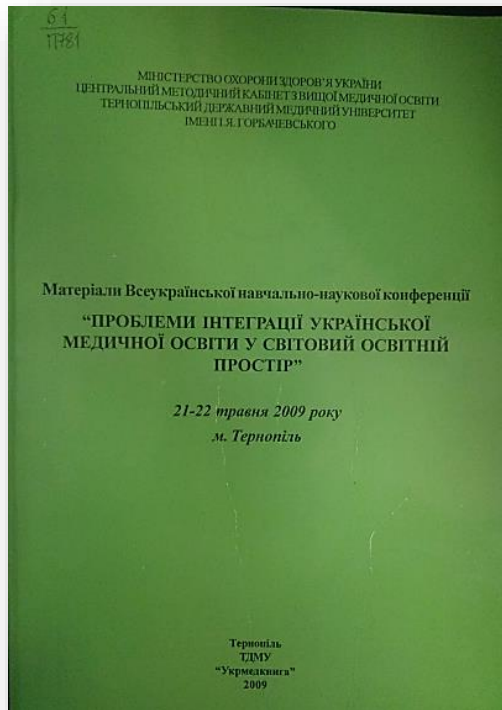 61
П781
МІНІСТЕРСТВО ОХОРОНИ ЗДОРОВ'Я УКРАЇНИ
ЦЕНТРАЛЬНИЙ МЕТОДИЧНИЙ КАБІНЕТ З ВИЩОЇ МЕДИЧНОЇ ОСВІТИ
ТЕРНОПІЛЬСЬКИЙ ДЕРЖАВНИЙ МЕДИЧНИЙ УНІВЕРСИТЕТ
ІМЕНІ І.Я. ГОРБАЧЕВСЬКОГО
Матеріали Всеукраїнської навчально-наукової конференції
“ПРОБЛЕМИ ІНТЕГРАЦІЇ УКРАЇНСЬКОЇ
МЕДИЧНОЇ ОСВІТИ У СВІТОВИЙ ОСВІТНІЙ
ПРОСТІР”
21-22 травня 2009 року
м. Тернопіль
Тернопіль
ТДМУ
“Укрмедкнига”
2009